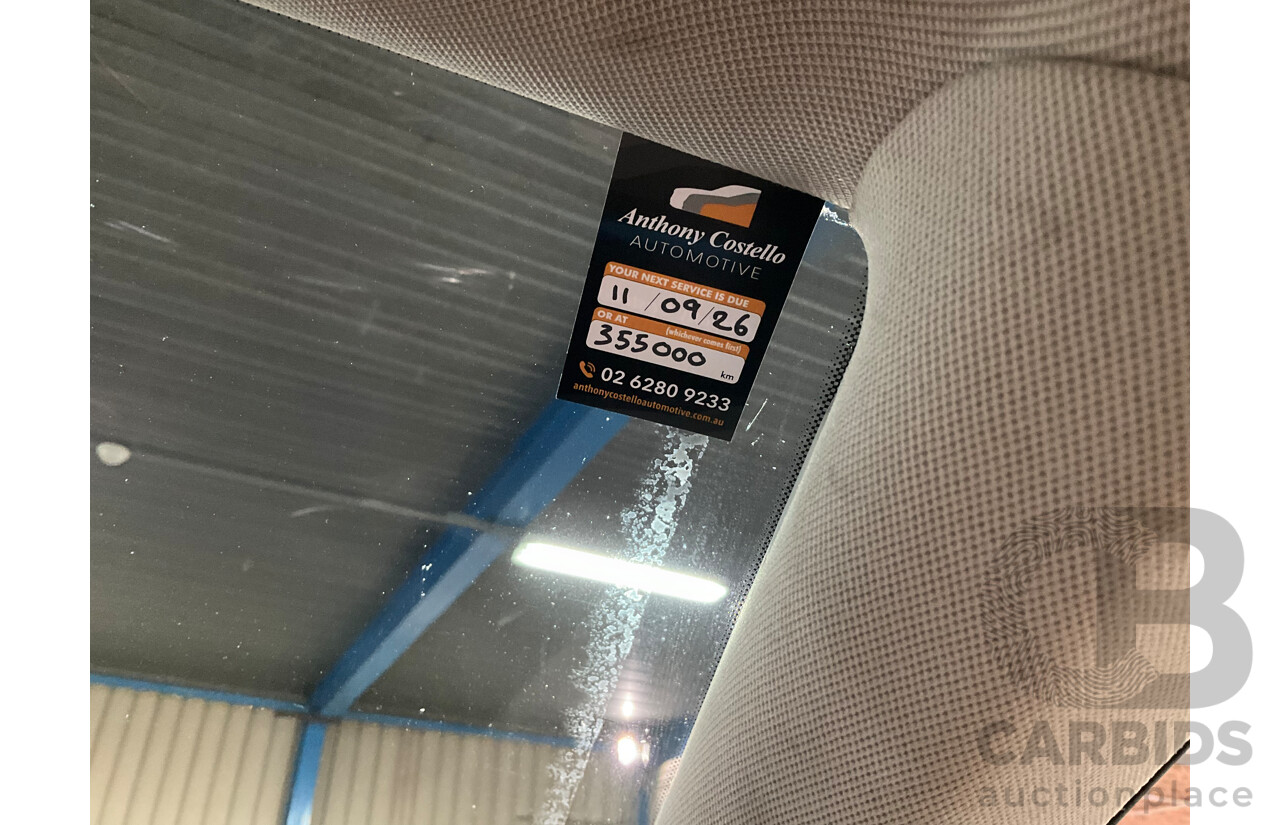 Anthony Costello
AUTOMOTIVE
YOUR NEXT SERVICE IS DUE
11/09/26
OR AT (whichever comes first)
355000 km
02 6280 9233
anthonycostelloautomotive.com.au
CB
CARBIDS
auctionplace